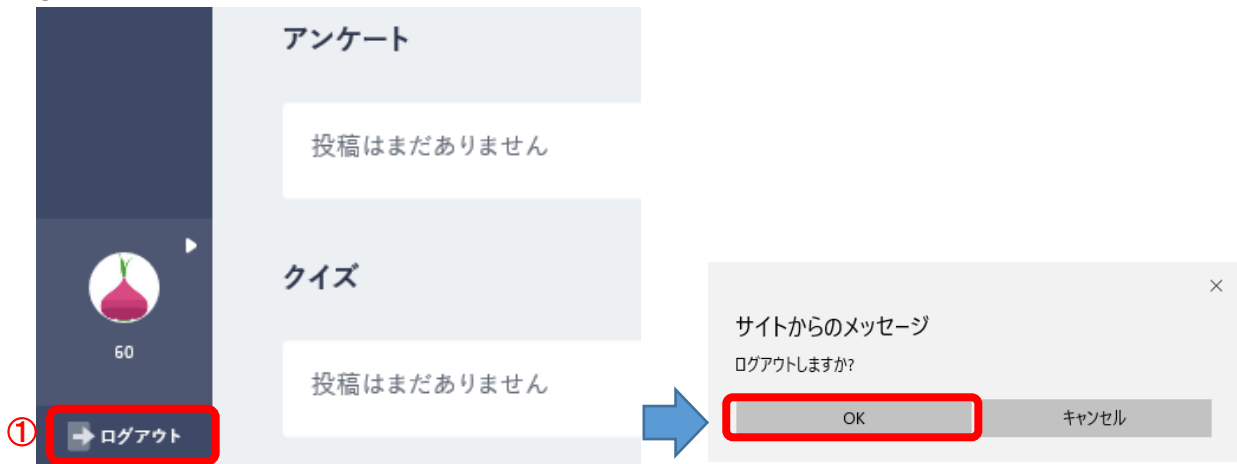 アンケート
投稿はまだありません
クイズ
投稿はまだありません
60
① ログアウト
サイトからのメッセージ
ログアウトしますか?
OK キャンセル